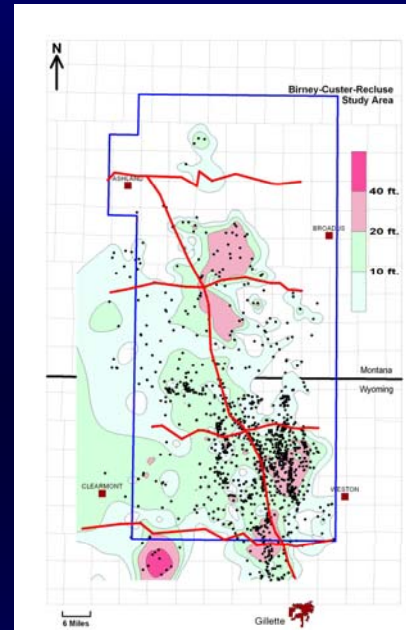 N
Birney-Custer-Recluse
Study Area
ASHLAND
40 ft.
20 ft.
BROADUS
10 ft.
Montana
Wyoming
CLEARMONT
WESTON
6 Miles
Gillette